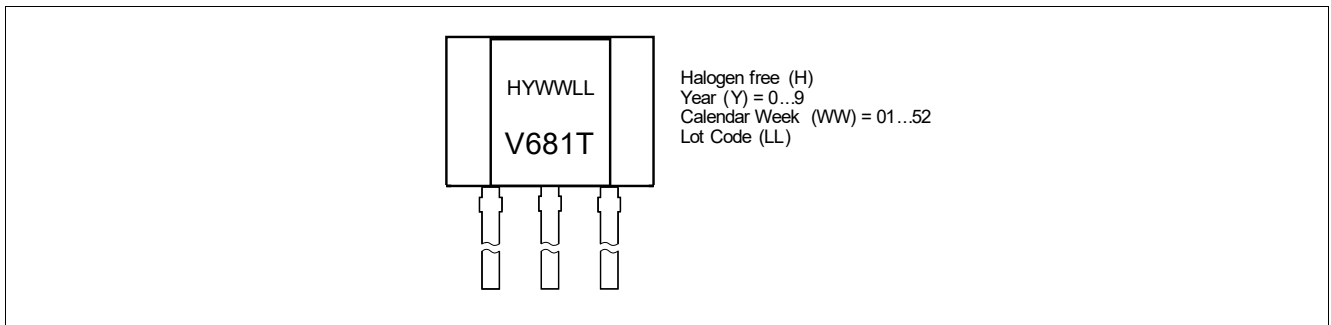 HYWWLL
V681T
Halogen free (H)
Year (Y) = 0...9
Calendar Week (WW) = 01...52
Lot Code (LL)